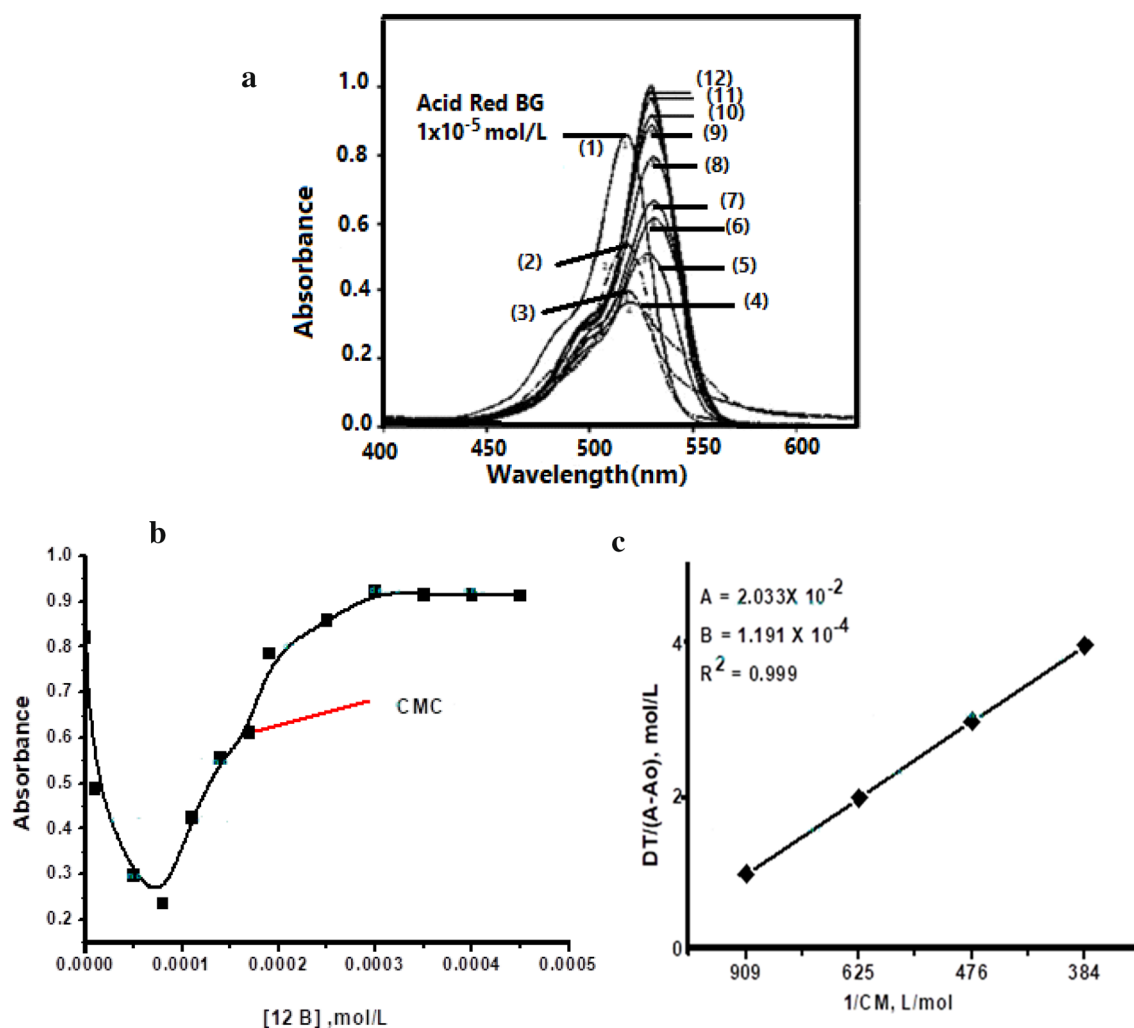 a
Absorbance
1.0
0.8
0.6
0.4
0.2
0.0
Acid Red BG
1x10⁻⁵ mol/L
(1)
(2)
(3)
(12)
(11)
(10)
(9)
(8)
(7)
(6)
(5)
(4)
400 450 500 550 600
Wavelength(nm)
b
Absorbance
1.0
0.9
0.8
0.7
0.6
0.5
0.4
0.3
0.2
CMC
0.0000 0.0001 0.0002 0.0003 0.0004 0.0005
[12 B] ,mol/L
c
DT/(A-Ao), mol/L
A = 2.033X 10⁻²
B = 1.191 X 10⁻⁴
R² = 0.999
4
2
0
909 625 476 384
1/CM, L/mol